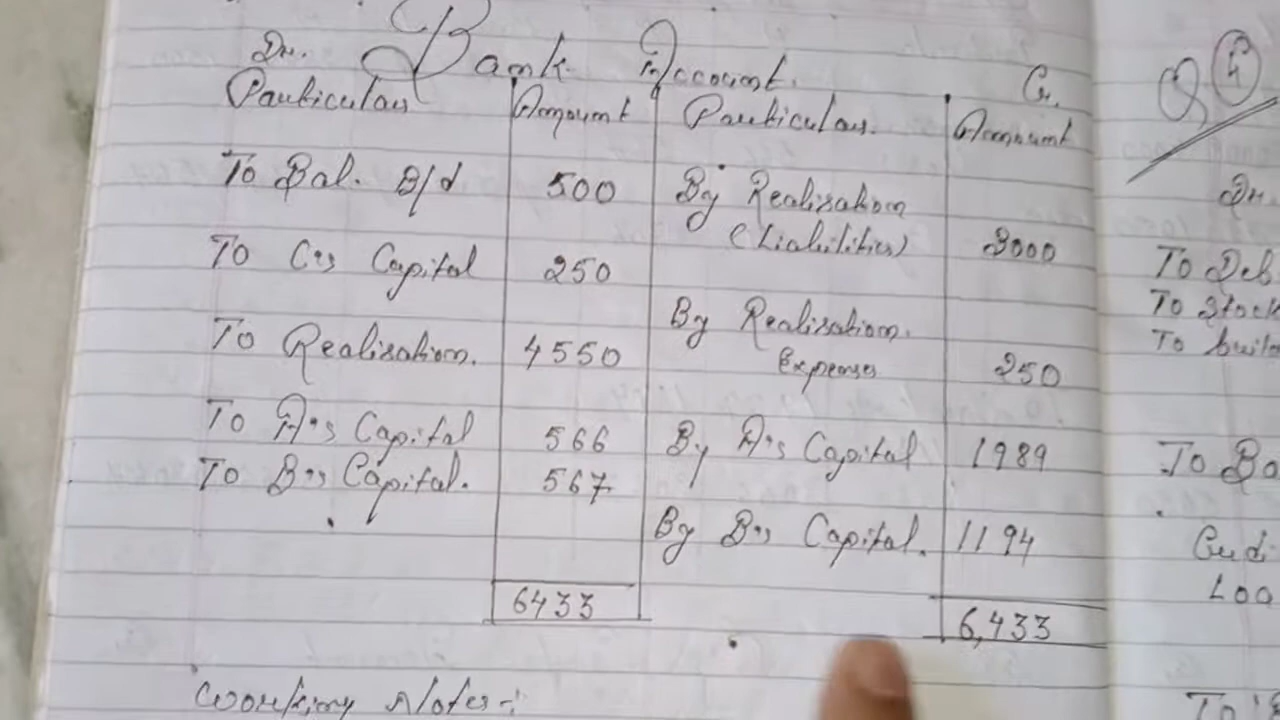 Bank Account.
Dr. Cr.
Particulars Amount Particulars. Amount
To Bal. B/d 500 By Realisation
(Liabilities) 3000
To C's Capital 250
By Realisation.
Expenses 250
To Realisation. 4550
To A's Capital 566 By A's Capital 1989
To B's Capital. 567
By B's Capital. 1194
6433 6,433
Working Notes:-
Q 4
Dr.
To Deb
To Stock
To build
To Ba
Loa